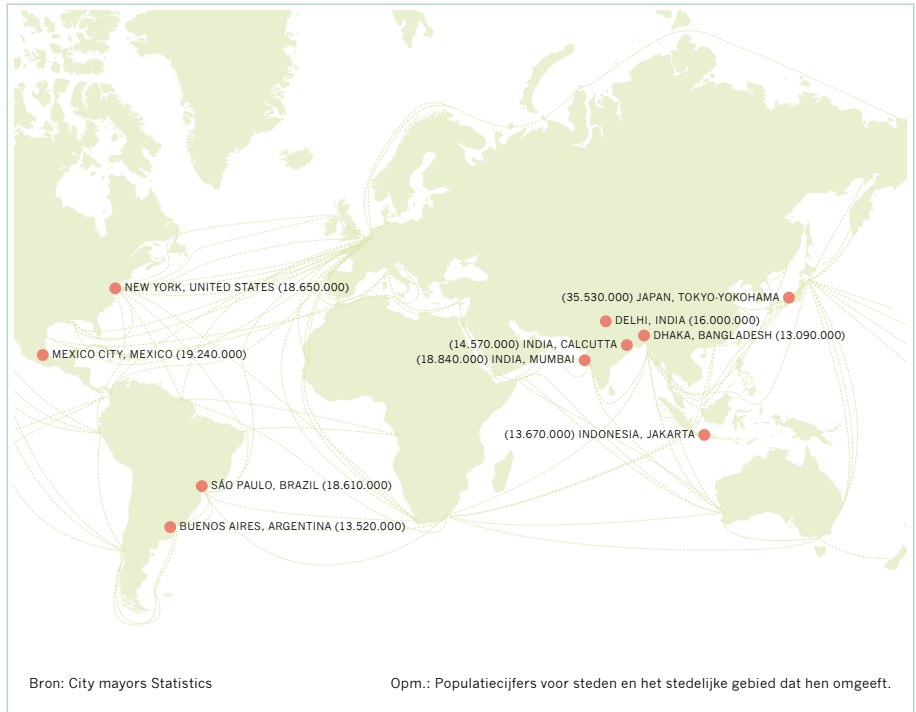 NEW YORK, UNITED STATES (18.650.000)
(35.530.000) JAPAN, TOKYO-YOKOHAMA
DELHI, INDIA (16.000.000)
DHAKA, BANGLADESH (13.090.000)
(14.570.000) INDIA, CALCUTTA
MEXICO CITY, MEXICO (19.240.000)
(18.840.000) INDIA, MUMBAI
(13.670.000) INDONESIA, JAKARTA
SÁO PAULO, BRAZIL (18.610.000)
BUENOS AIRES, ARGENTINA (13.520.000)
Bron: City mayors Statistics
Opm.: Populatiecijfers voor steden en het stedelijke gebied dat hen omgeeft.